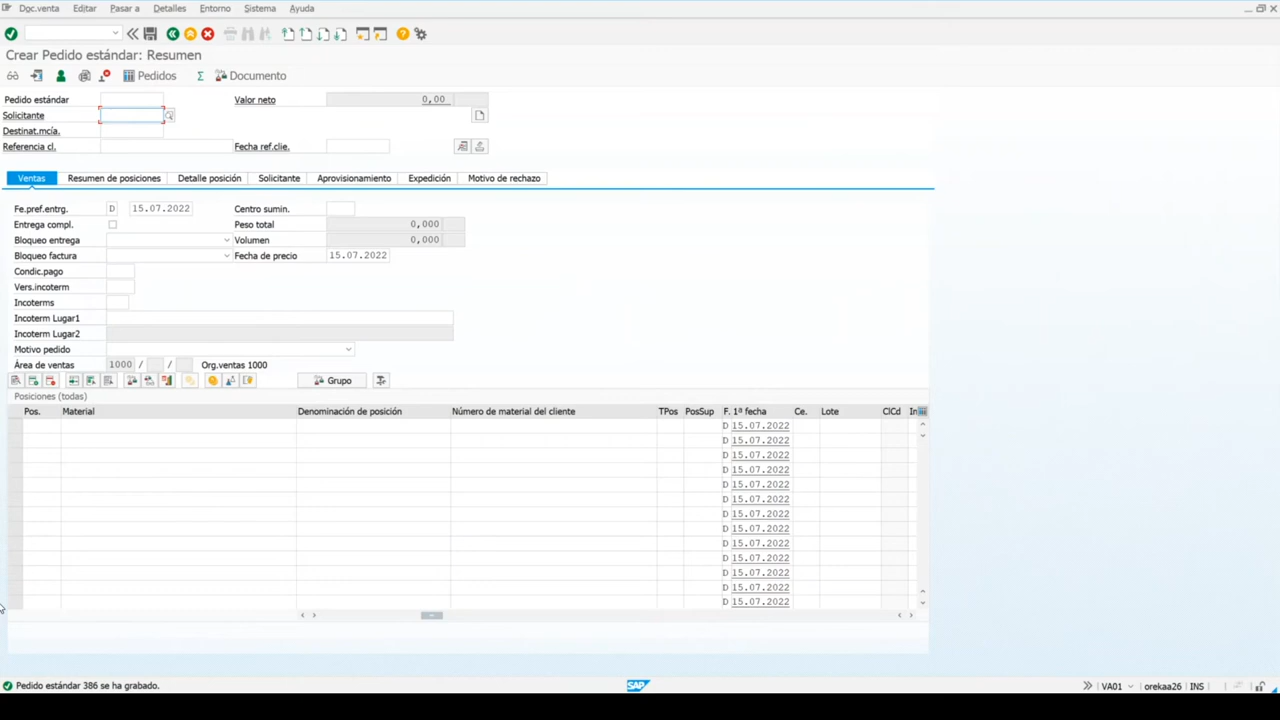 Doc.venta Editar Pasar a Detalles Entorno Sistema Ayuda
Crear Pedido estándar: Resumen
Pedidos Σ Documento
Pedido estándar Valor neto 0,00
Solicitante
Destinat.mcía.
Referencia cl. Fecha ref.clie.
Ventas Resumen de posiciones Detalle posición Solicitante Aprovisionamiento Expedición Motivo de rechazo
Fe.pref.entrg. D 15.07.2022 Centro sumin.
Entrega compl. Peso total 0,000
Bloqueo entrega Volumen 0,000
Bloqueo factura Fecha de precio 15.07.2022
Condic.pago
Vers.incoterm
Incoterms
Incoterm Lugar1
Incoterm Lugar2
Motivo pedido
Área de ventas 1000 / / Org.ventas 1000
Grupo
Posiciones (todas)
Pos. Material Denominación de posición Número de material del cliente TPos PosSup F. 1ª fecha Ce. Lote ClCd In
D 15.07.2022
D 15.07.2022
D 15.07.2022
D 15.07.2022
D 15.07.2022
D 15.07.2022
D 15.07.2022
D 15.07.2022
D 15.07.2022
D 15.07.2022
D 15.07.2022
D 15.07.2022
D 15.07.2022
Pedido estándar 386 se ha grabado. SAP VA01 orekaa26 INS